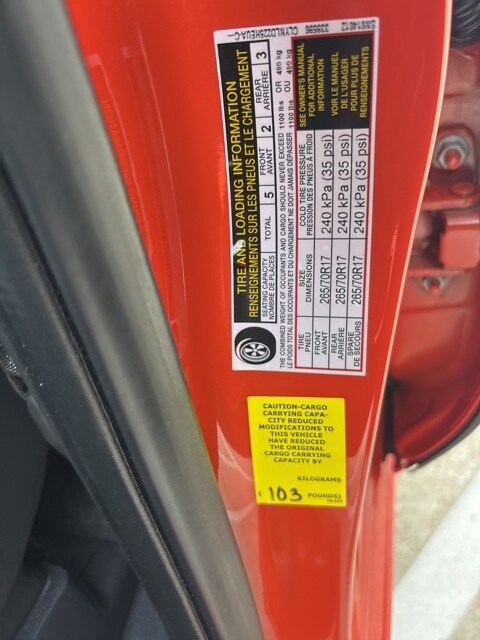 TIRE AND LOADING INFORMATION
RENSEIGNEMENTS SUR LES PNEUS ET LE CHARGEMENT
SEATING CAPACITY TOTAL 5 FRONT 2 REAR 3
NOMBRE DE PLACES AVANT ARRIÈRE
THE COMBINED WEIGHT OF OCCUPANTS AND CARGO SHOULD NEVER EXCEED 1100 lbs OR 499 kg
LE POIDS TOTAL DES OCCUPANTS ET DU CHARGEMENT NE DOIT JAMAIS DÉPASSER 1100 lbs OU 499 kg
TIRE SIZE COLD TIRE PRESSURE
PNEU DIMENSIONS PRESSION DES PNEUS À FROID
FRONT 265/70R17 240 kPa (35 psi)
AVANT
REAR 265/70R17 240 kPa (35 psi)
ARRIÈRE
SPARE 265/70R17 240 kPa (35 psi)
DE SECOURS
SEE OWNER'S MANUAL
FOR ADDITIONAL
INFORMATION
VOIR LE MANUEL
DE L'USAGER
POUR PLUS DE
RENSEIGNEMENTS
CAUTION-CARGO
CARRYING CAPA-
CITY REDUCED
MODIFICATIONS TO
THIS VEHICLE
HAVE REDUCED
THE ORIGINAL
CARGO CARRYING
CAPACITY BY
KILOGRAMS
103 POUNDS)